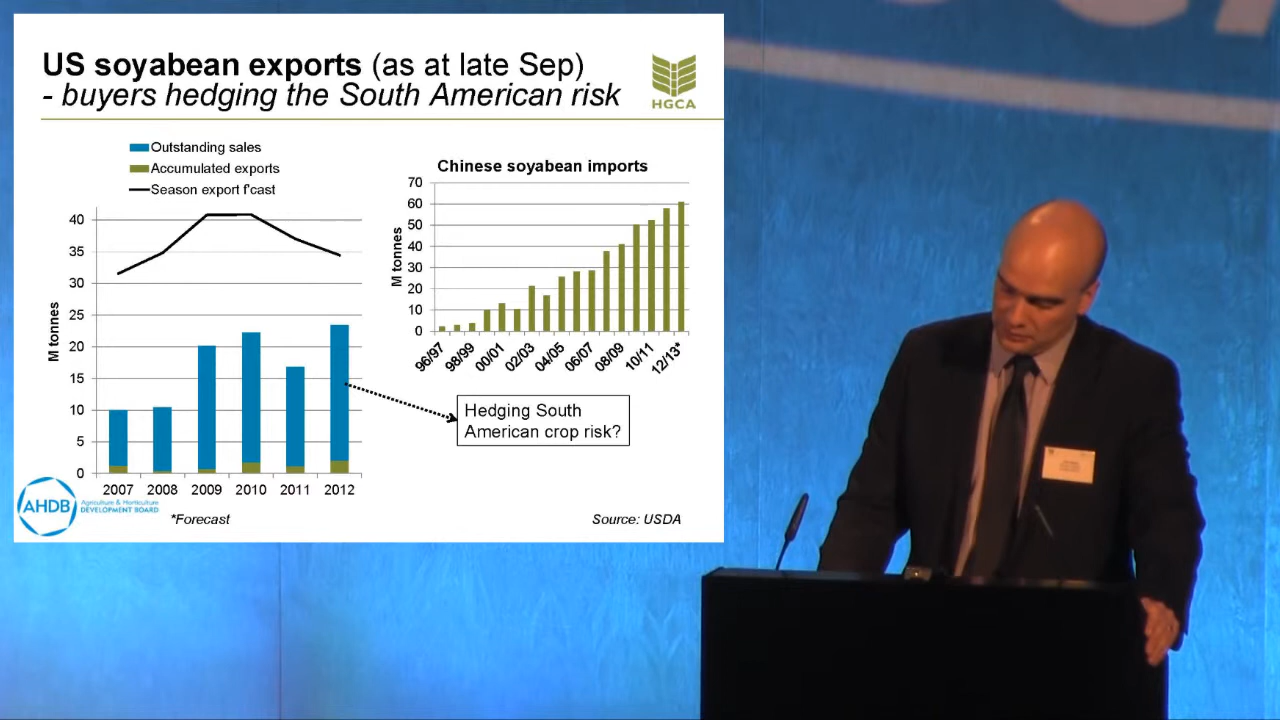 US soyabean exports (as at late Sep)
- buyers hedging the South American risk
HGCA
Outstanding sales
Accumulated exports
Season export f'cast
M tonnes
40
35
30
25
20
15
10
5
0
2007 2008 2009 2010 2011 2012
Chinese soyabean imports
M tonnes
70
60
50
40
30
20
10
0
96/97 98/99 00/01 02/03 04/05 06/07 08/09 10/11 12/13*
Hedging South
American crop risk?
AHDB
Agriculture & Horticulture
DEVELOPMENT BOARD
*Forecast
Source: USDA